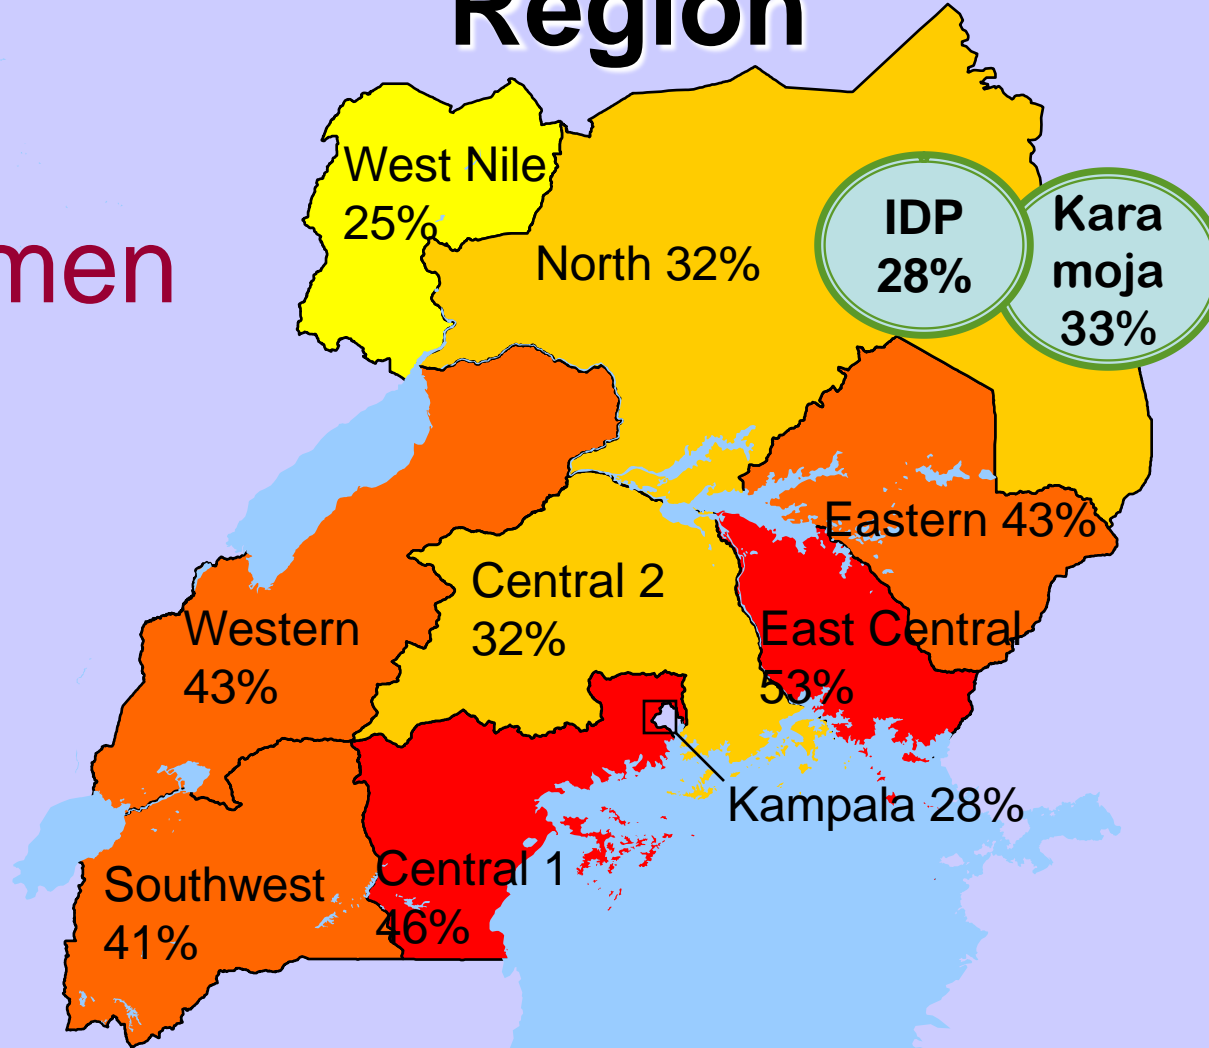 Region
West Nile
25%
men
North 32%
IDP
28%
Kara
moja
33%
Eastern 43%
Central 2
32%
Western
43%
East Central
53%
Kampala 28%
Southwest
41%
Central 1
46%